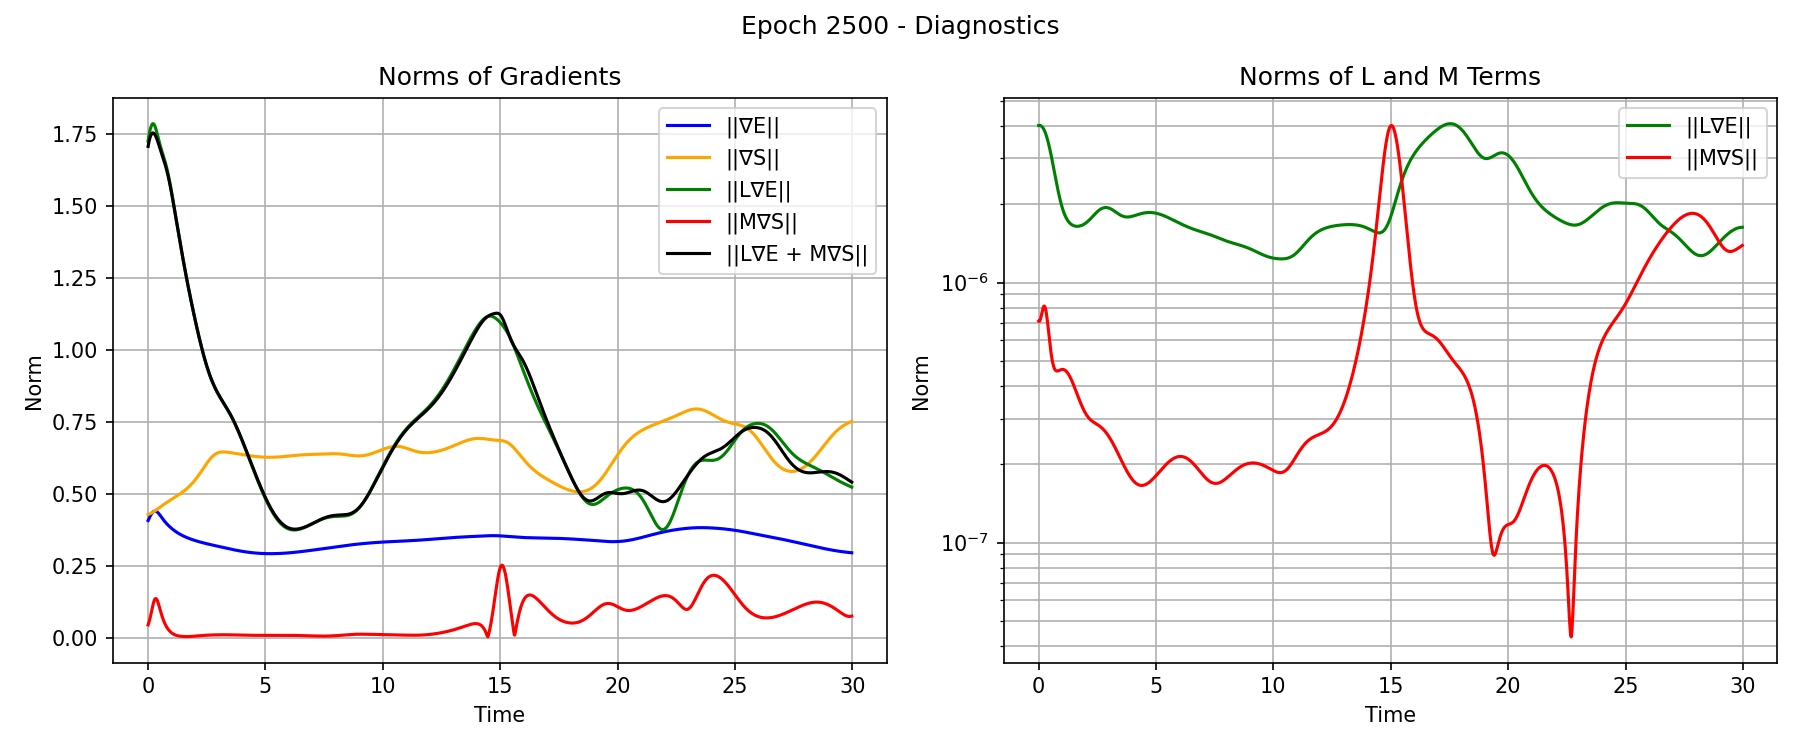 Epoch 2500 - Diagnostics
Norms of Gradients
Norm
1.75
1.50
1.25
1.00
0.75
0.50
0.25
0.00
||∇E||
||∇S||
||L∇E||
||M∇S||
||L∇E + M∇S||
0 5 10 15 20 25 30
Time
Norms of L and M Terms
Norm
10⁻⁶
10⁻⁷
||L∇E||
||M∇S||
0 5 10 15 20 25 30
Time